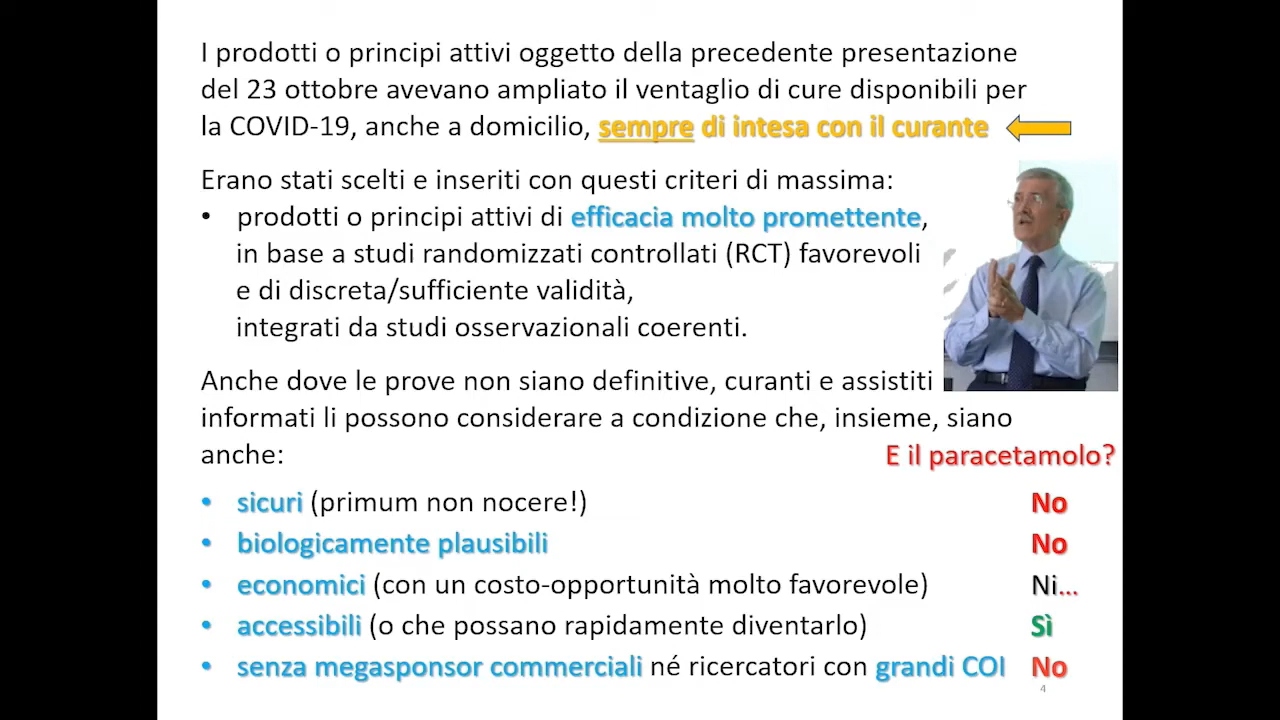 I prodotti o principi attivi oggetto della precedente presentazione
del 23 ottobre avevano ampliato il ventaglio di cure disponibili per
la COVID-19, anche a domicilio, sempre di intesa con il curante
Erano stati scelti e inseriti con questi criteri di massima:
• prodotti o principi attivi di efficacia molto promettente,
in base a studi randomizzati controllati (RCT) favorevoli
e di discreta/sufficiente validità,
integrati da studi osservazionali coerenti.
Anche dove le prove non siano definitive, curanti e assistiti
informati li possono considerare a condizione che, insieme, siano
anche: E il paracetamolo?
• sicuri (primum non nocere!) No
• biologicamente plausibili No
• economici (con un costo-opportunità molto favorevole) Ni...
• accessibili (o che possano rapidamente diventarlo) Sì
• senza megasponsor commerciali né ricercatori con grandi COI No
4